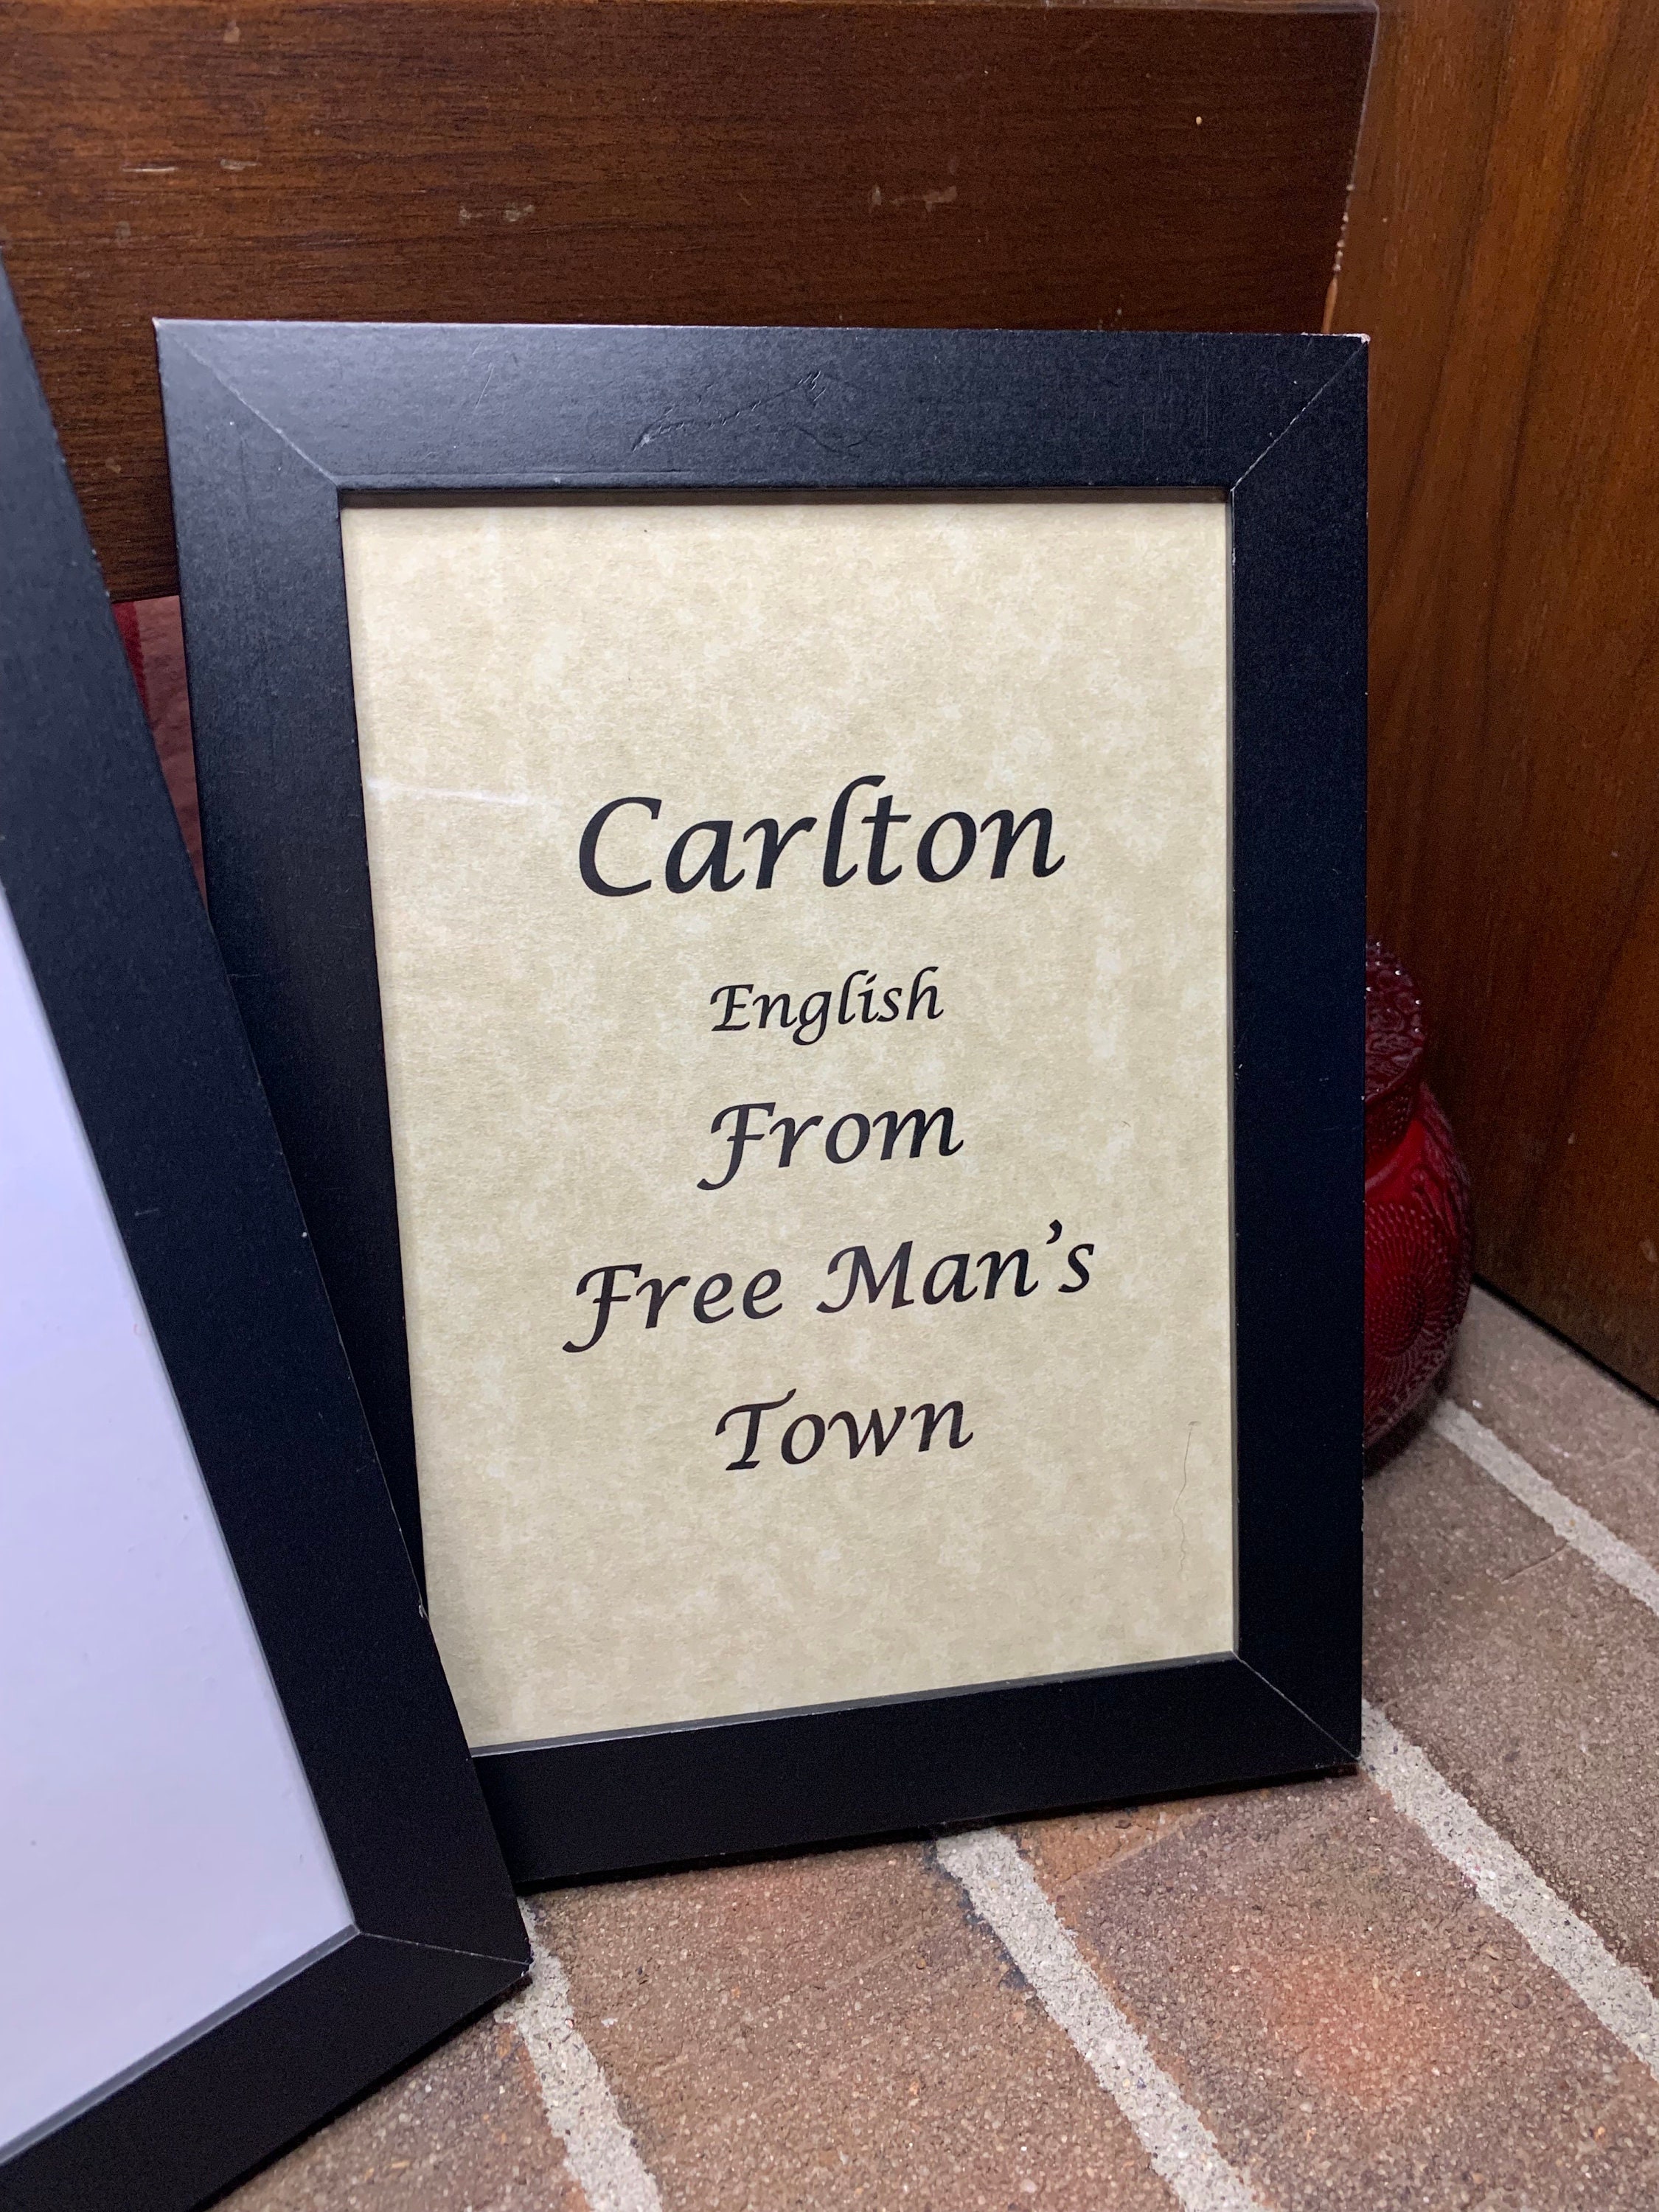 Carlton
English
From
Free Man's
Town